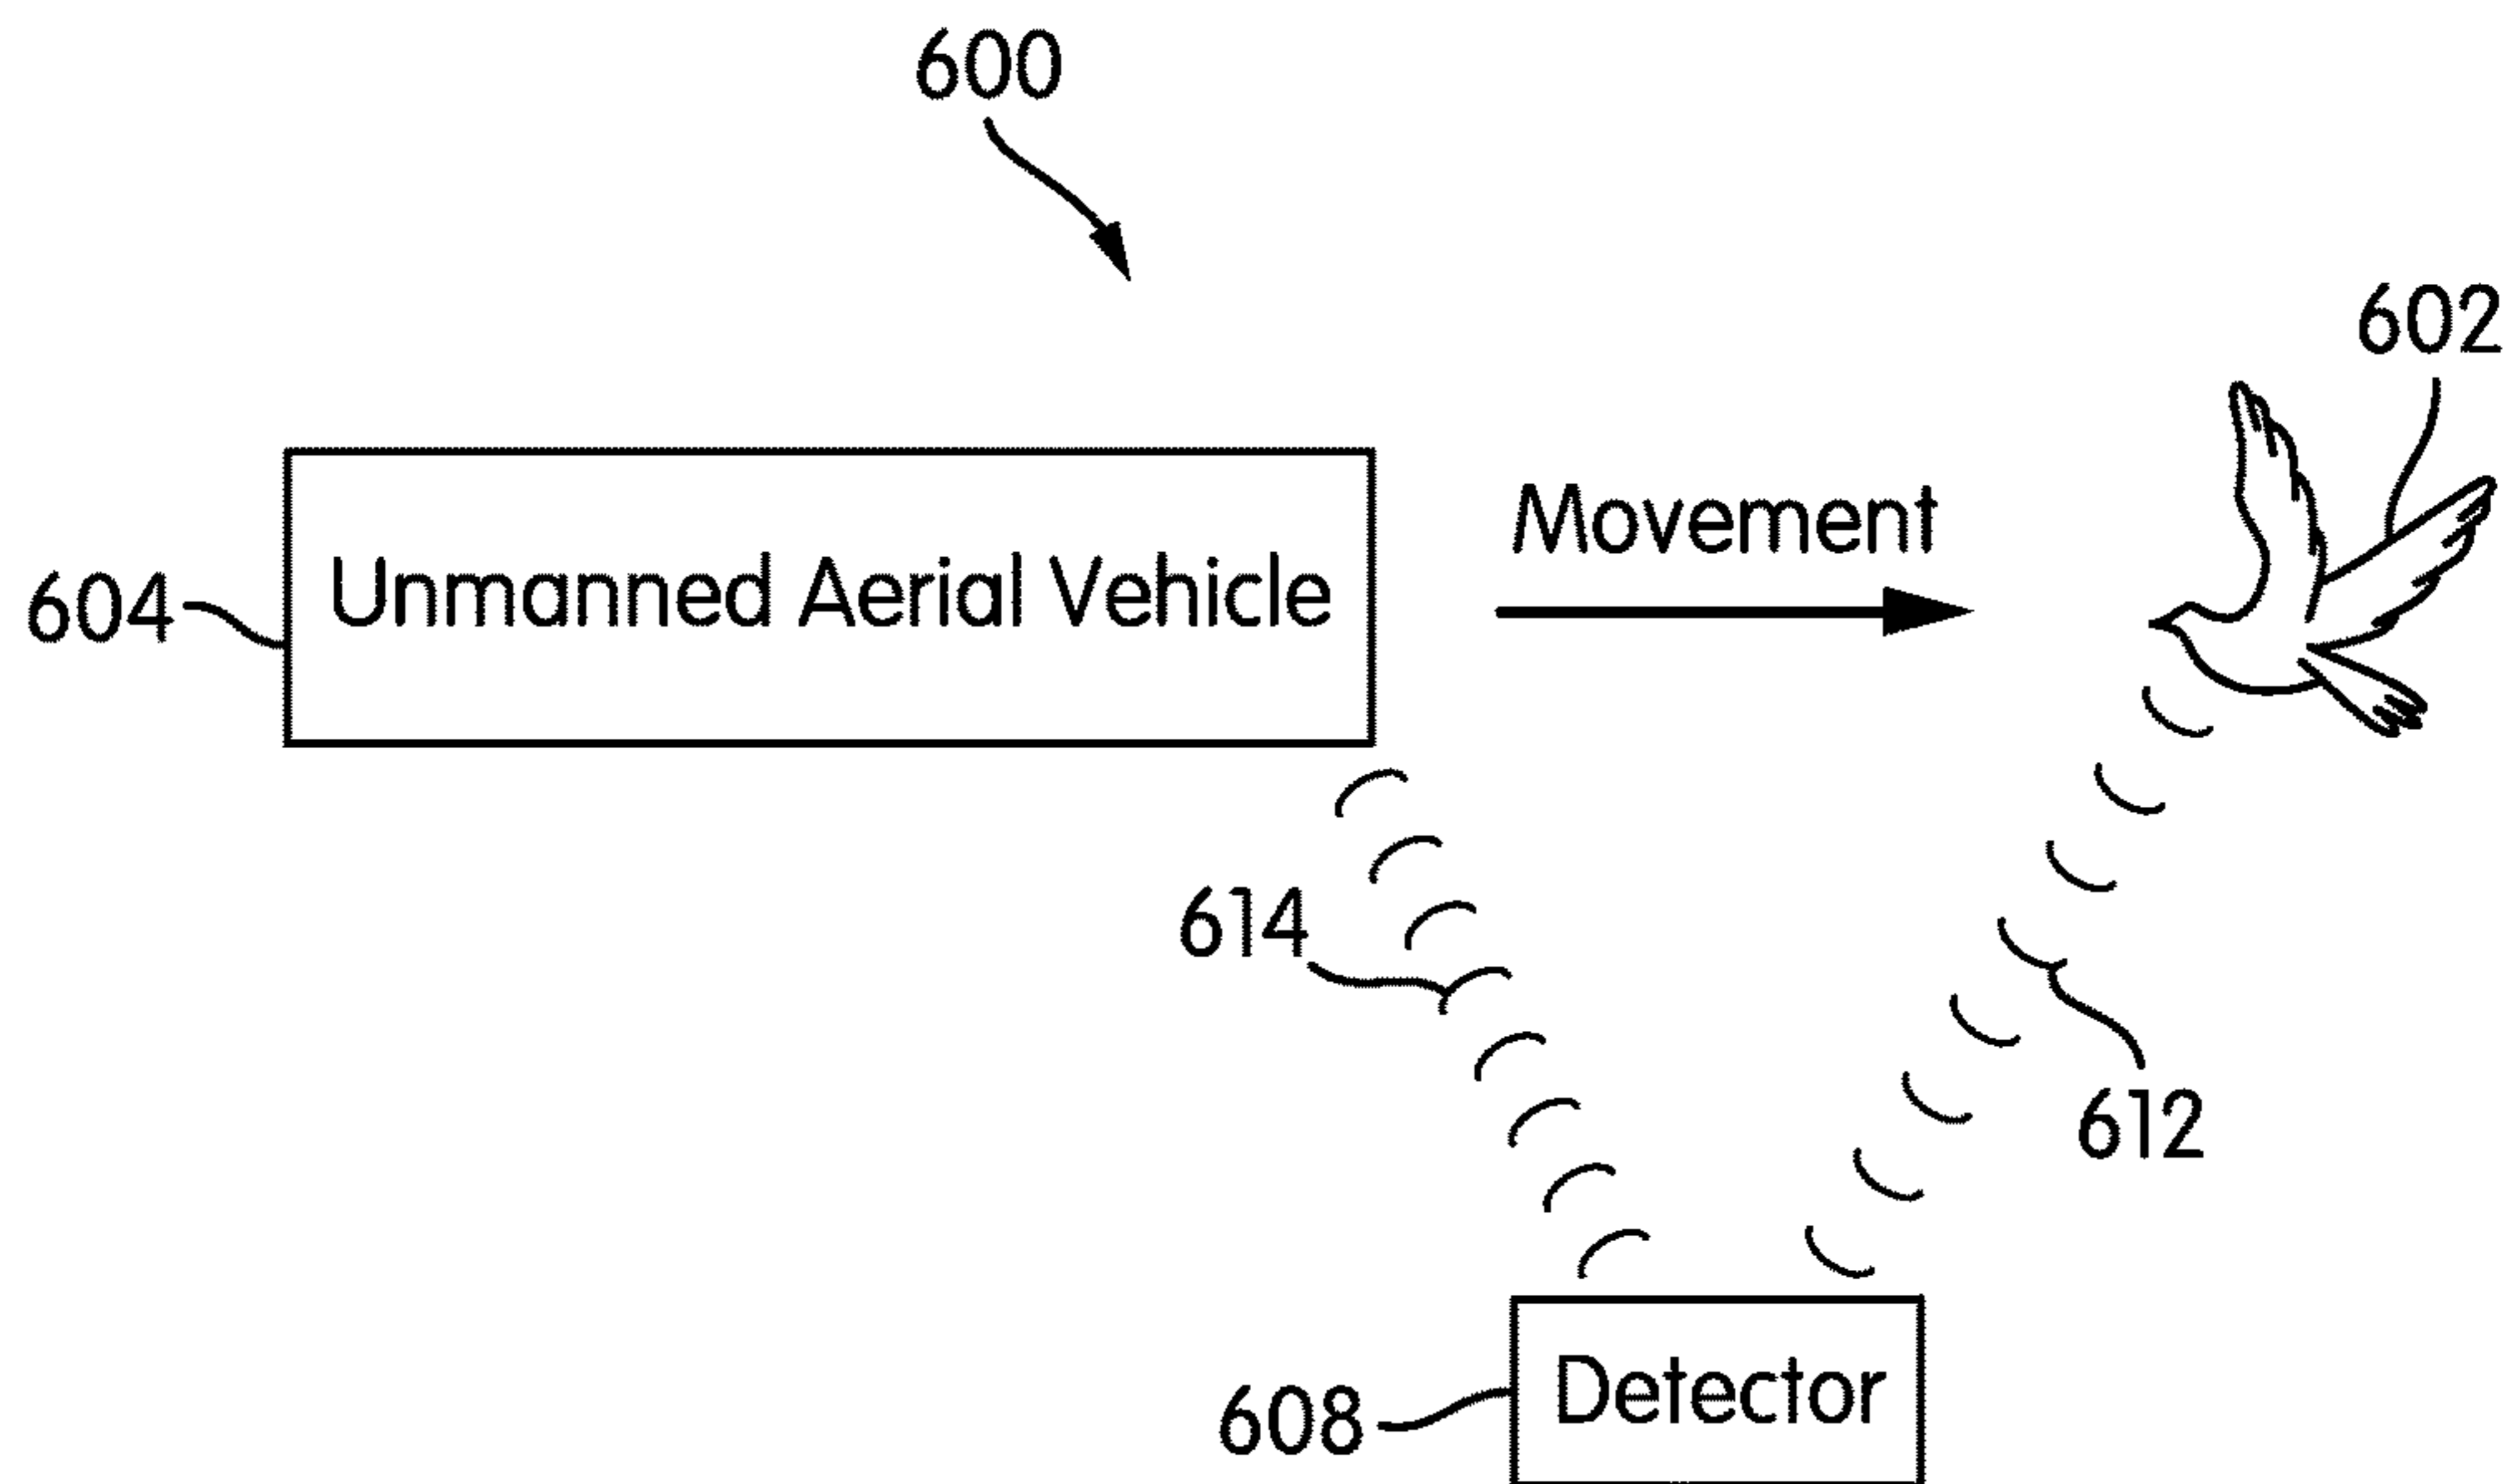 600
602
Movement
Unmanned Aerial Vehicle
604
614
612
608
Detector